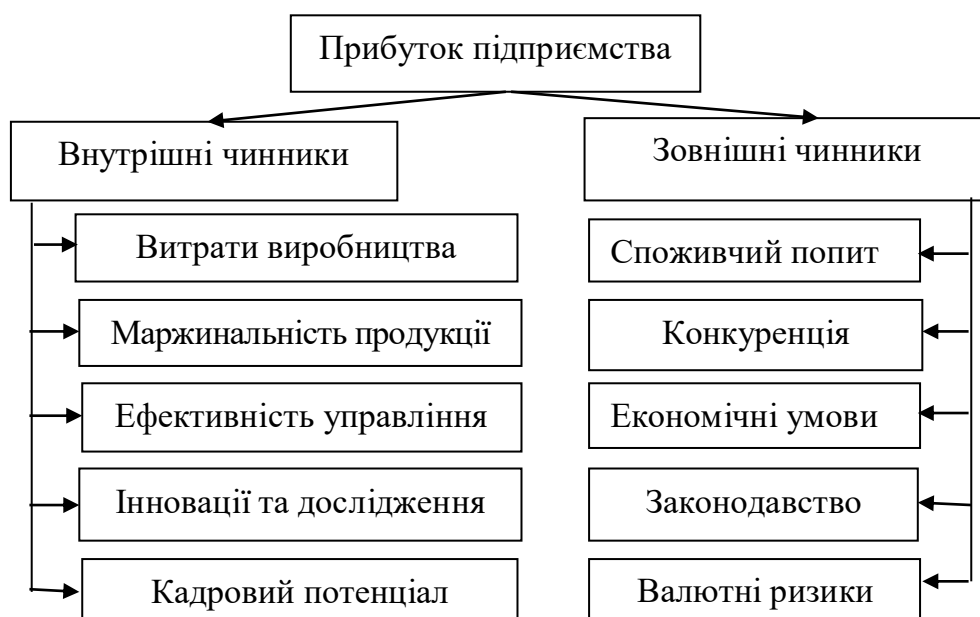 Прибуток підприємства
Внутрішні чинники
Зовнішні чинники
Витрати виробництва
Маржинальність продукції
Ефективність управління
Інновації та дослідження
Кадровий потенціал
Споживчий попит
Конкуренція
Економічні умови
Законодавство
Валютні ризики